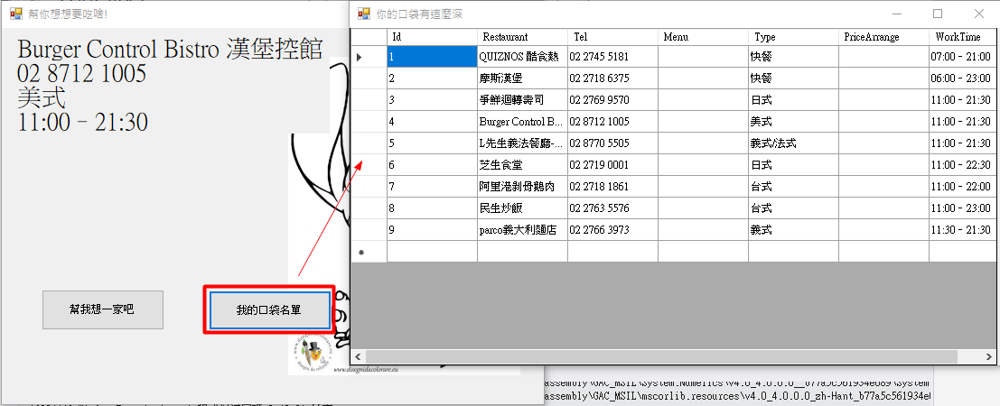 幫你想想要吃啥!
Burger Control Bistro 漢堡控館
02 8712 1005
美式
11:00 - 21:30
幫我想一家吧
我的口袋名單
www.disegnidacolorare.eu
你的口袋有這麼深
Id Restaurant Tel Menu Type PriceArrange WorkTime
1 QUIZNOS 酷食熱 02 2745 5181 快餐 07:00 - 21:00
2 摩斯漢堡 02 2718 6375 快餐 06:00 - 23:00
3 爭鮮迴轉壽司 02 2769 9570 日式 11:00 - 21:30
4 Burger Control B... 02 8712 1005 美式 11:00 - 21:30
5 L先生義法餐廳-... 02 8770 5505 義式/法式 11:00 - 21:30
6 芝生食堂 02 2719 0001 日式 11:00 - 22:30
7 阿里港剝骨鵝肉 02 2718 1861 台式 11:00 - 22:00
8 民生炒飯 02 2763 5576 台式 11:00 - 23:00
9 parco義大利麵店 02 2766 3973 義式 11:30 - 21:30
assembly\GAC_MSIL\System.Numerics\v4.0_4.0.0.0__b77a5c561934e089\System
assembly\GAC_MSIL\mscorlib.resources\v4.0_4.0.0.0_zh-Hant_b77a5c561934e0